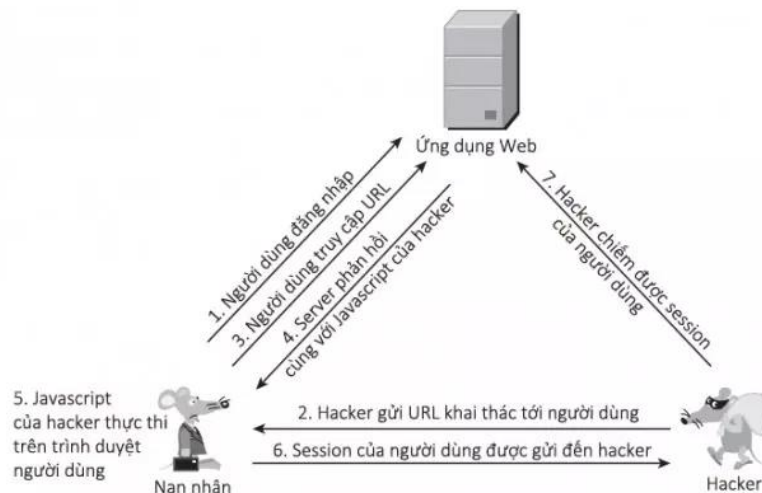 Ứng dụng Web
1. Người dùng đăng nhập
3. Người dùng truy cập URL
4. Server phản hồi
cùng với Javascript của hacker
7. Hacker chiếm được session
của người dùng
5. Javascript
của hacker thực thi
trên trình duyệt
người dùng
2. Hacker gửi URL khai thác tới người dùng
6. Session của người dùng được gửi đến hacker
Nạn nhân
Hacker